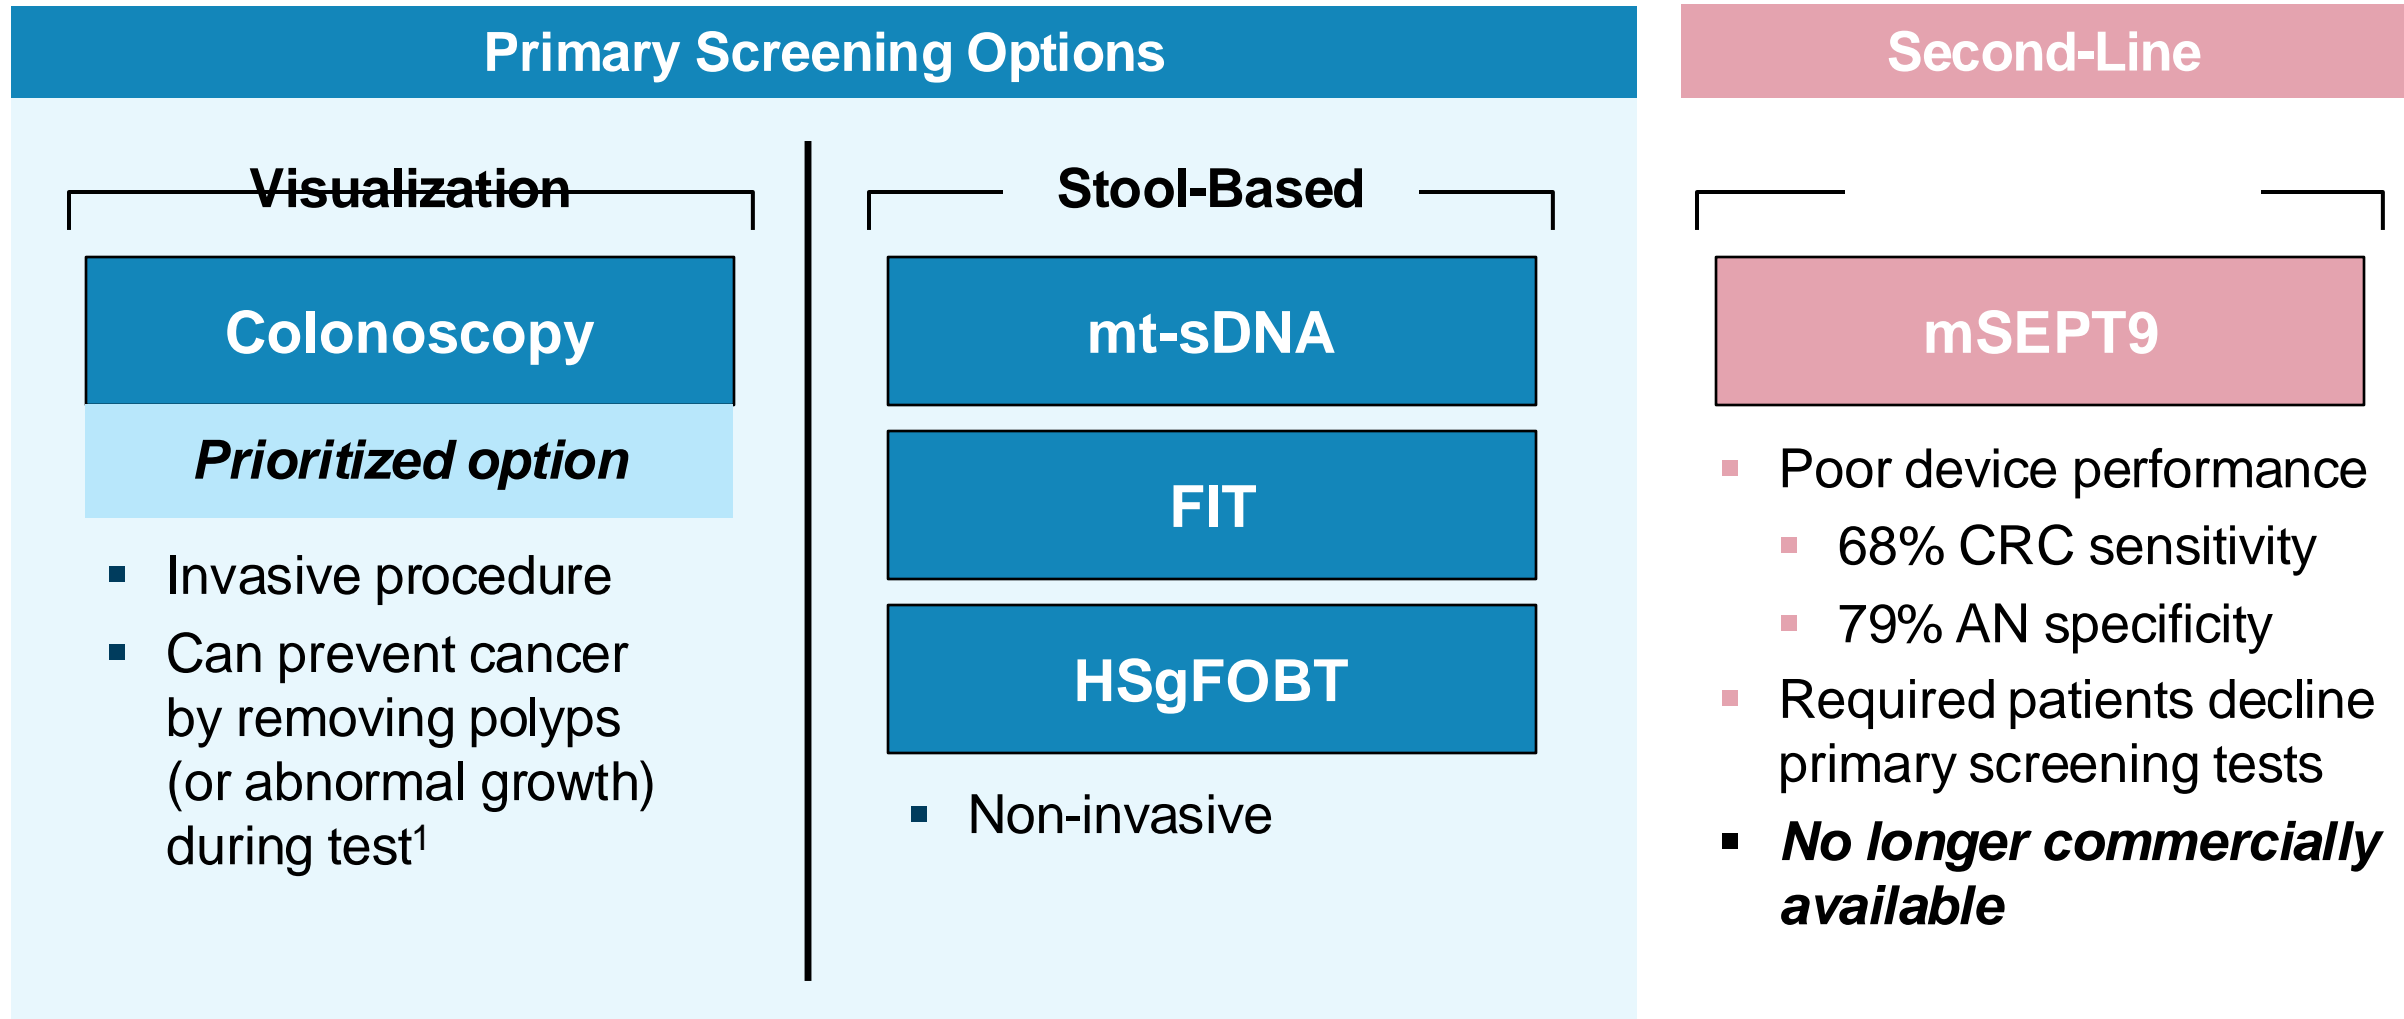 Primary Screening Options
Visualization
Colonoscopy
Prioritized option
Invasive procedure
Can prevent cancer
by removing polyps
(or abnormal growth)
during test¹
Stool-Based
mt-sDNA
FIT
HSgFOBT
Non-invasive
Second-Line
mSEPT9
Poor device performance
68% CRC sensitivity
79% AN specificity
Required patients decline
primary screening tests
No longer commercially
available